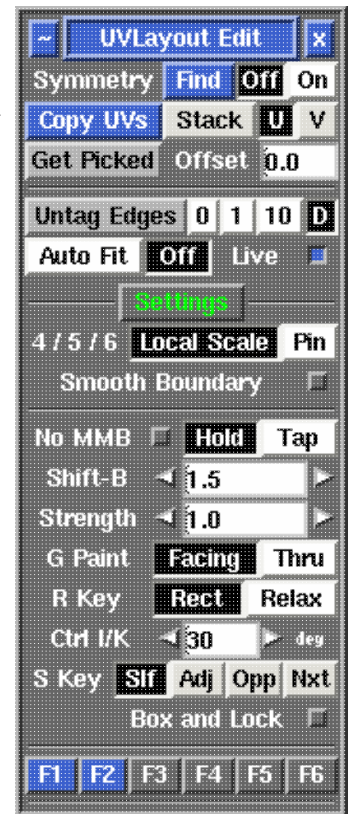 ~ UVLayout Edit x
Symmetry Find Off On
Copy UVs Stack U V
Get Picked Offset 0.0
Untag Edges 0 1 10 D
Auto Fit Off Live
Settings
4 / 5 / 6 Local Scale Pin
Smooth Boundary
No MMB Hold Tap
Shift-B 1.5
Strength 1.0
G Paint Facing Thru
R Key Rect Relax
Ctrl I/K 30 deg
S Key Slf Adj Opp Nxt
Box and Lock
F1 F2 F3 F4 F5 F6